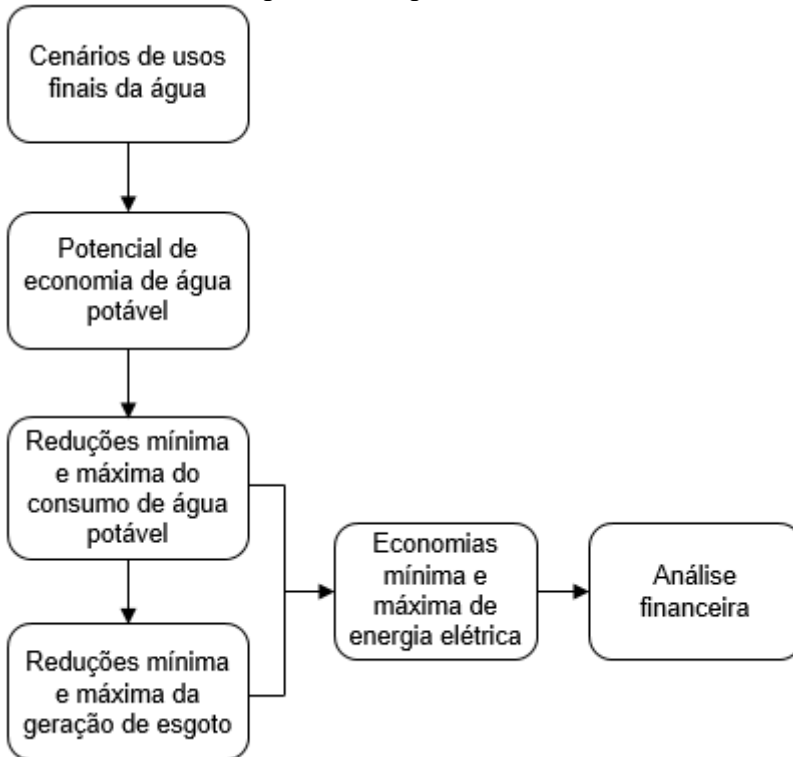 Cenários de usos
finais da água
Potencial de
economia de água
potável
Reduções mínima
e máxima do
consumo de água
potável
Reduções mínima
e máxima da
geração de esgoto
Economias
mínima e
máxima de
energia elétrica
Análise
financeira